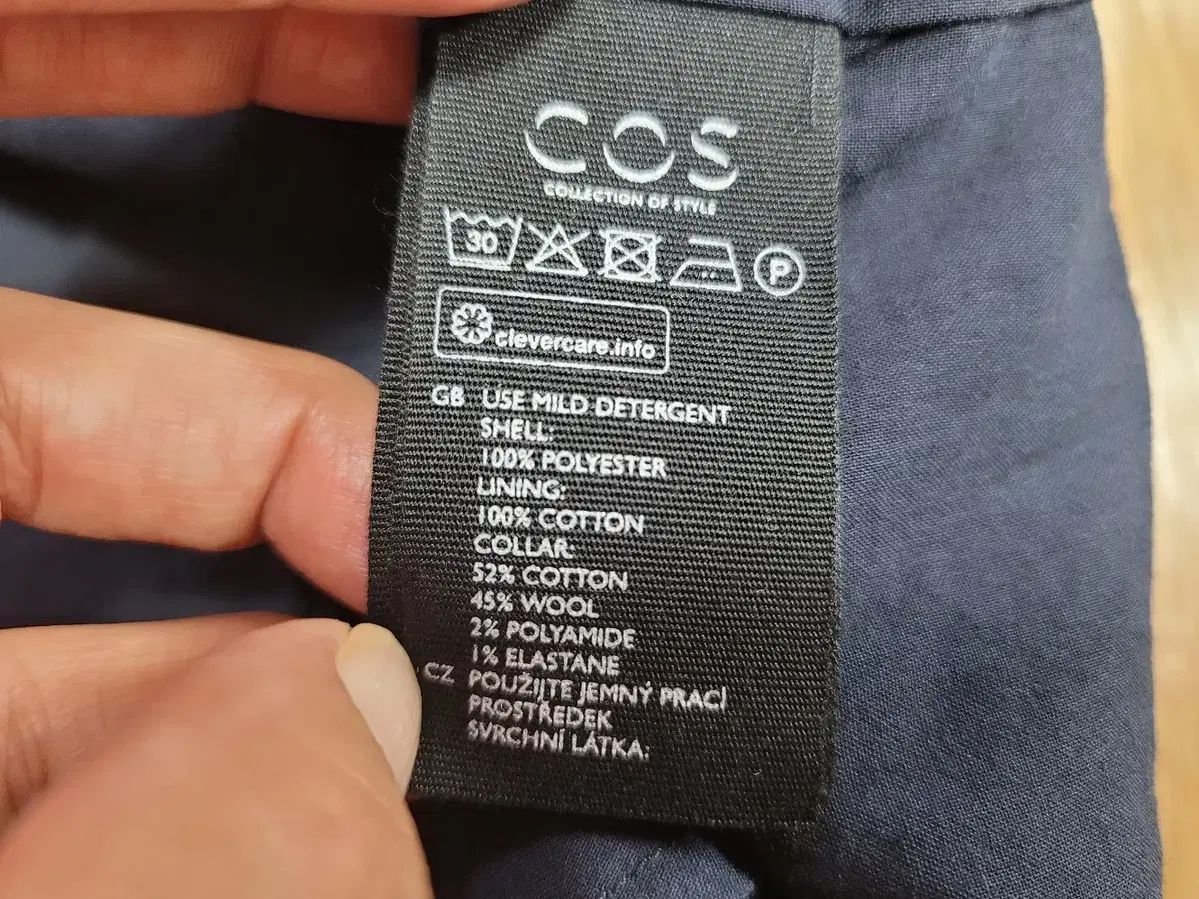 COS
COLLECTION OF STYLE
30
P
clevercare.info
GB USE MILD DETERGENT
SHELL:
100% POLYESTER
LINING:
100% COTTON
COLLAR:
52% COTTON
45% WOOL
2% POLYAMIDE
1% ELASTANE
CZ POUŽIJTE JEMNÝ PRACÍ
PROSTŘEDEK
SVRCHNÍ LÁTKA: